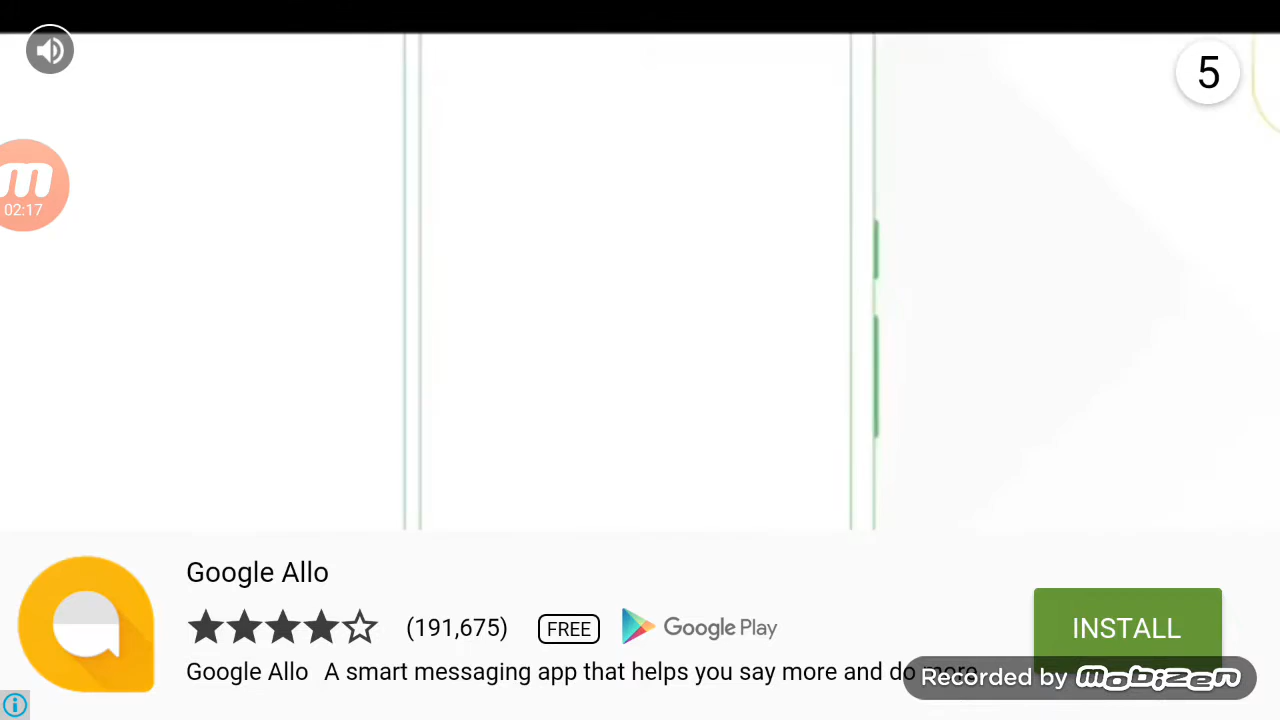 5
m
02:17
Google Allo
(191,675) FREE Google Play INSTALL
Google Allo A smart messaging app that helps you say more and do more
Recorded by mobizen